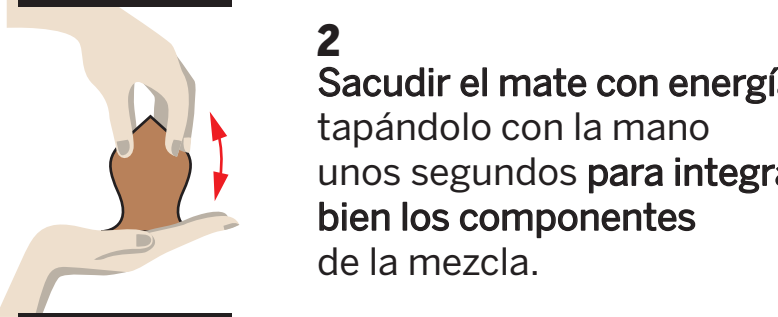 2
Sacudir el mate con energí
tapándolo con la mano
unos segundos para integra
bien los componentes
de la mezcla.